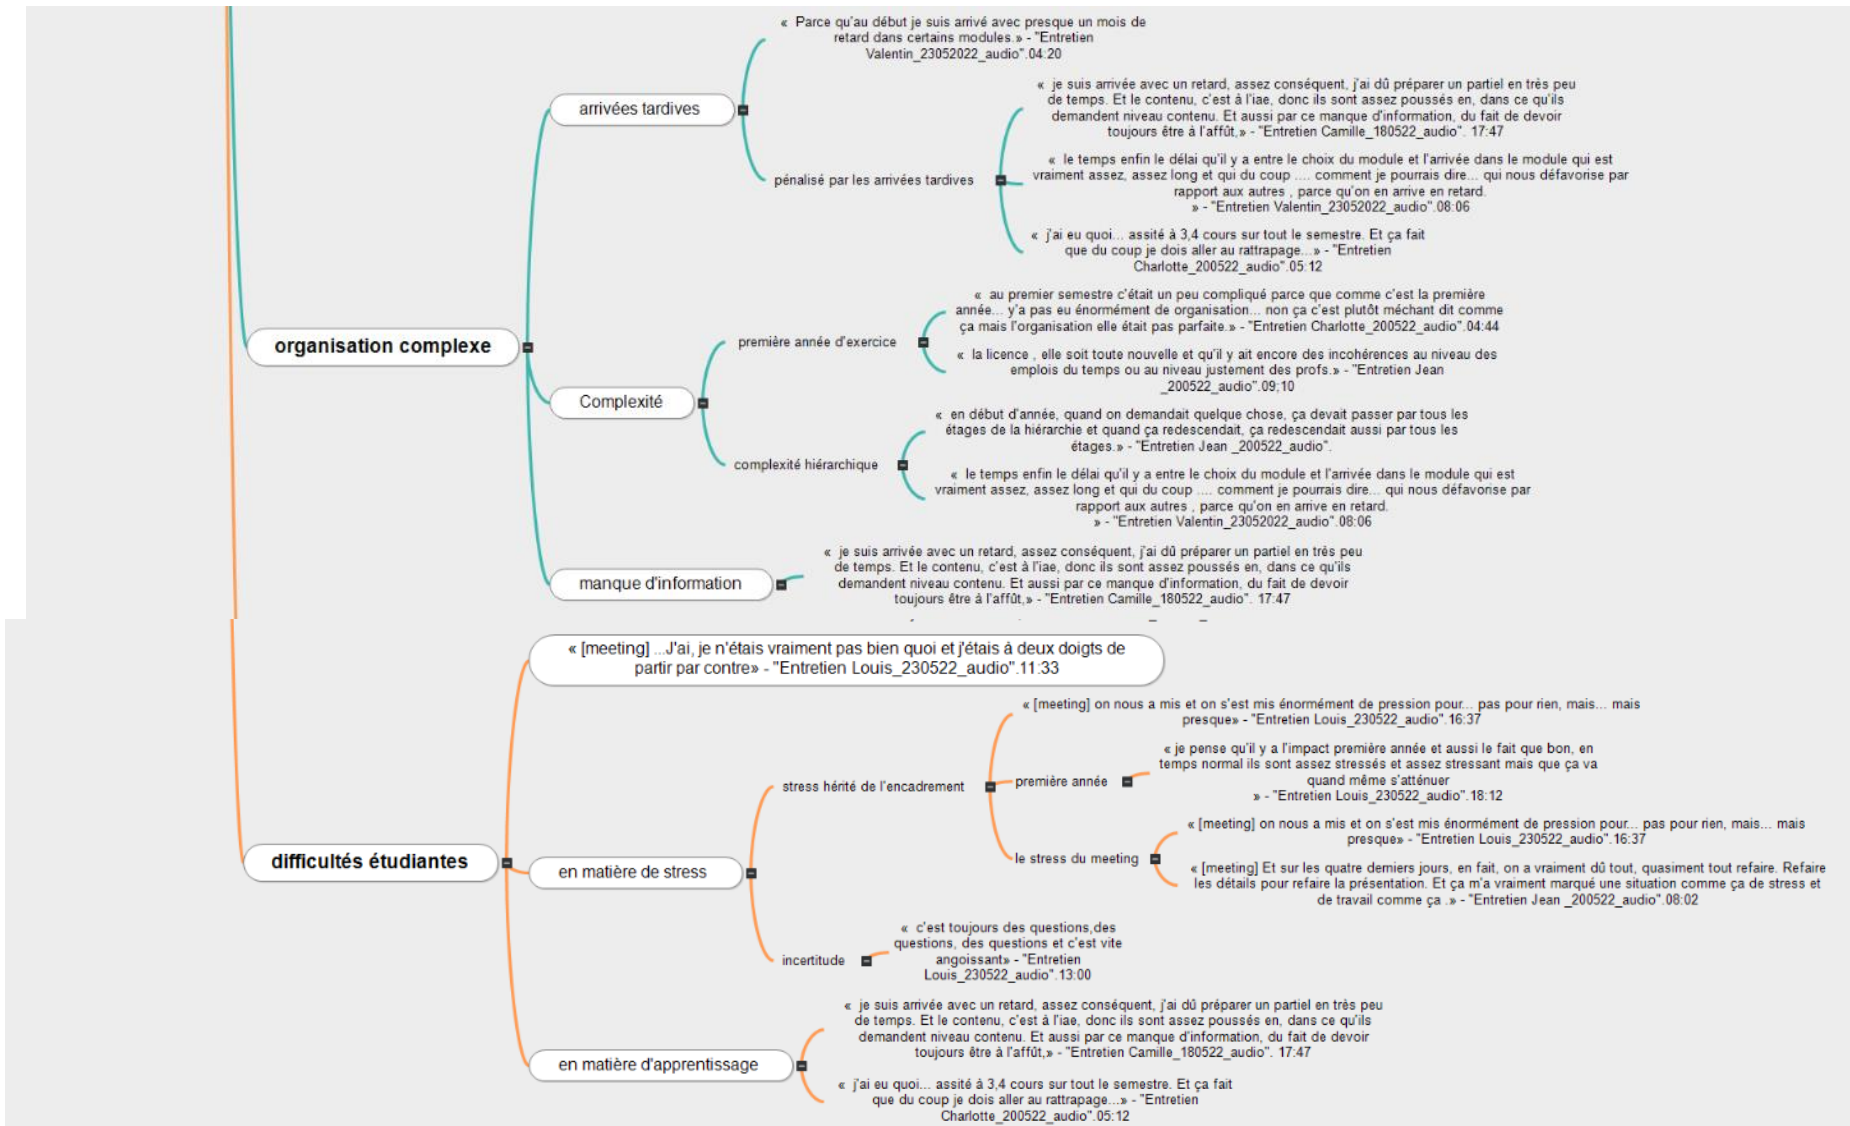 « Parce qu'au début je suis arrivé avec presque un mois de
retard dans certains modules.» - "Entretien
Valentin_23052022_audio".04:20
arrivées tardives
« je suis arrivée avec un retard, assez conséquent, j'ai dû préparer un partiel en très peu
de temps. Et le contenu, c'est à l'iae, donc ils sont assez poussés en, dans ce qu'ils
demandent niveau contenu. Et aussi par ce manque d'information, du fait de devoir
toujours être à l'affût,» - "Entretien Camille_180522_audio". 17:47
pénalisé par les arrivées tardives
« le temps enfin le délai qu'il y a entre le choix du module et l'arrivée dans le module qui est
vraiment assez, assez long et qui du coup .... comment je pourrais dire... qui nous défavorise par
rapport aux autres , parce qu'on en arrive en retard.
» - "Entretien Valentin_23052022_audio".08:06
« j'ai eu quoi... assité à 3,4 cours sur tout le semestre. Et ça fait
que du coup je dois aller au rattrapage...» - "Entretien
Charlotte_200522_audio".05:12
organisation complexe
Complexité
première année d'exercice
« au premier semestre c'était un peu compliqué parce que comme c'est la première
année... y'a pas eu énormément de organisation... non ça c'est plutôt méchant dit comme
ça mais l'organisation elle était pas parfaite.» - "Entretien Charlotte_200522_audio".04:44
« la licence , elle soit toute nouvelle et qu'il y ait encore des incohérences au niveau des
emplois du temps ou au niveau justement des profs.» - "Entretien Jean
_200522_audio".09;10
complexité hiérarchique
« en début d'année, quand on demandait quelque chose, ça devait passer par tous les
étages de la hiérarchie et quand ça redescendait, ça redescendait aussi par tous les
étages.» - "Entretien Jean _200522_audio".
« le temps enfin le délai qu'il y a entre le choix du module et l'arrivée dans le module qui est
vraiment assez, assez long et qui du coup .... comment je pourrais dire... qui nous défavorise par
rapport aux autres , parce qu'on en arrive en retard.
» - "Entretien Valentin_23052022_audio".08:06
manque d'information
« je suis arrivée avec un retard, assez conséquent, j'ai dû préparer un partiel en très peu
de temps. Et le contenu, c'est à l'iae, donc ils sont assez poussés en, dans ce qu'ils
demandent niveau contenu. Et aussi par ce manque d'information, du fait de devoir
toujours être à l'affût,» - "Entretien Camille_180522_audio". 17:47
« [meeting] ...J'ai, je n'étais vraiment pas bien quoi et j'étais à deux doigts de
partir par contre» - "Entretien Louis_230522_audio".11:33
difficultés étudiantes
en matière de stress
stress hérité de l'encadrement
« [meeting] on nous a mis et on s'est mis énormément de pression pour... pas pour rien, mais... mais
presque» - "Entretien Louis_230522_audio".16:37
première année
« je pense qu'il y a l'impact première année et aussi le fait que bon, en
temps normal ils sont assez stressés et assez stressant mais que ça va
quand même s'atténuer
» - "Entretien Louis_230522_audio".18:12
le stress du meeting
« [meeting] on nous a mis et on s'est mis énormément de pression pour... pas pour rien, mais... mais
presque» - "Entretien Louis_230522_audio".16:37
« [meeting] Et sur les quatre derniers jours, en fait, on a vraiment dû tout, quasiment tout refaire. Refaire
les détails pour refaire la présentation. Et ça m'a vraiment marqué une situation comme ça de stress et
de travail comme ça .» - "Entretien Jean _200522_audio".08:02
incertitude
« c'est toujours des questions,des
questions, des questions et c'est vite
angoissant» - "Entretien
Louis_230522_audio".13:00
en matière d'apprentissage
« je suis arrivée avec un retard, assez conséquent, j'ai dû préparer un partiel en très peu
de temps. Et le contenu, c'est à l'iae, donc ils sont assez poussés en, dans ce qu'ils
demandent niveau contenu. Et aussi par ce manque d'information, du fait de devoir
toujours être à l'affût,» - "Entretien Camille_180522_audio". 17:47
« j'ai eu quoi... assité à 3,4 cours sur tout le semestre. Et ça fait
que du coup je dois aller au rattrapage...» - "Entretien
Charlotte_200522_audio".05:12